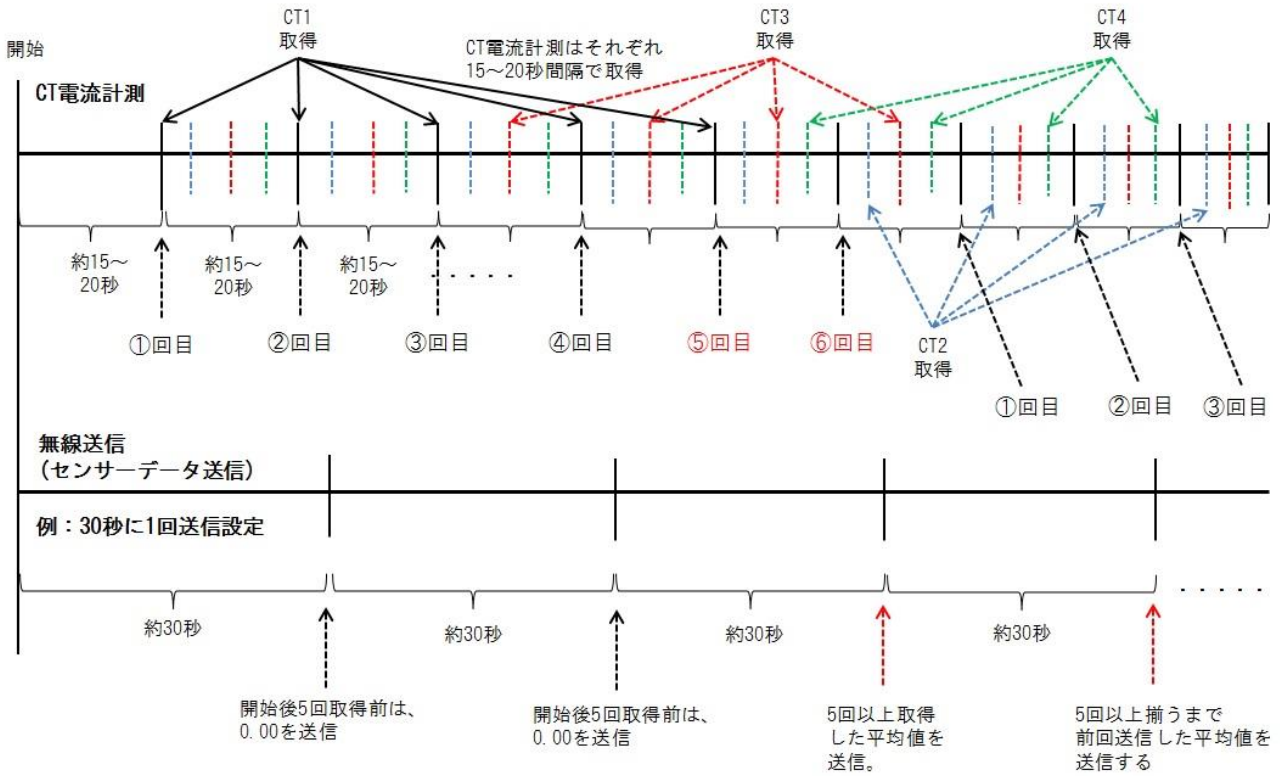 開始
CT1
取得
CT電流計測はそれぞれ
15～20秒間隔で取得
CT3
取得
CT4
取得
CT電流計測
約15～
20秒
約15～
20秒
約15～
20秒
・・・・・・
①回目
②回目
③回目
④回目
⑤回目
⑥回目
CT2
取得
①回目
②回目
③回目
無線送信
(センサーデータ送信)
例：30秒に1回送信設定
約30秒
約30秒
約30秒
約30秒
・・・・・
開始後5回取得前は、
0.00を送信
開始後5回取得前は、
0.00を送信
5回以上取得
した平均値を
送信。
5回以上揃うまで
前回送信した平均値を
送信する